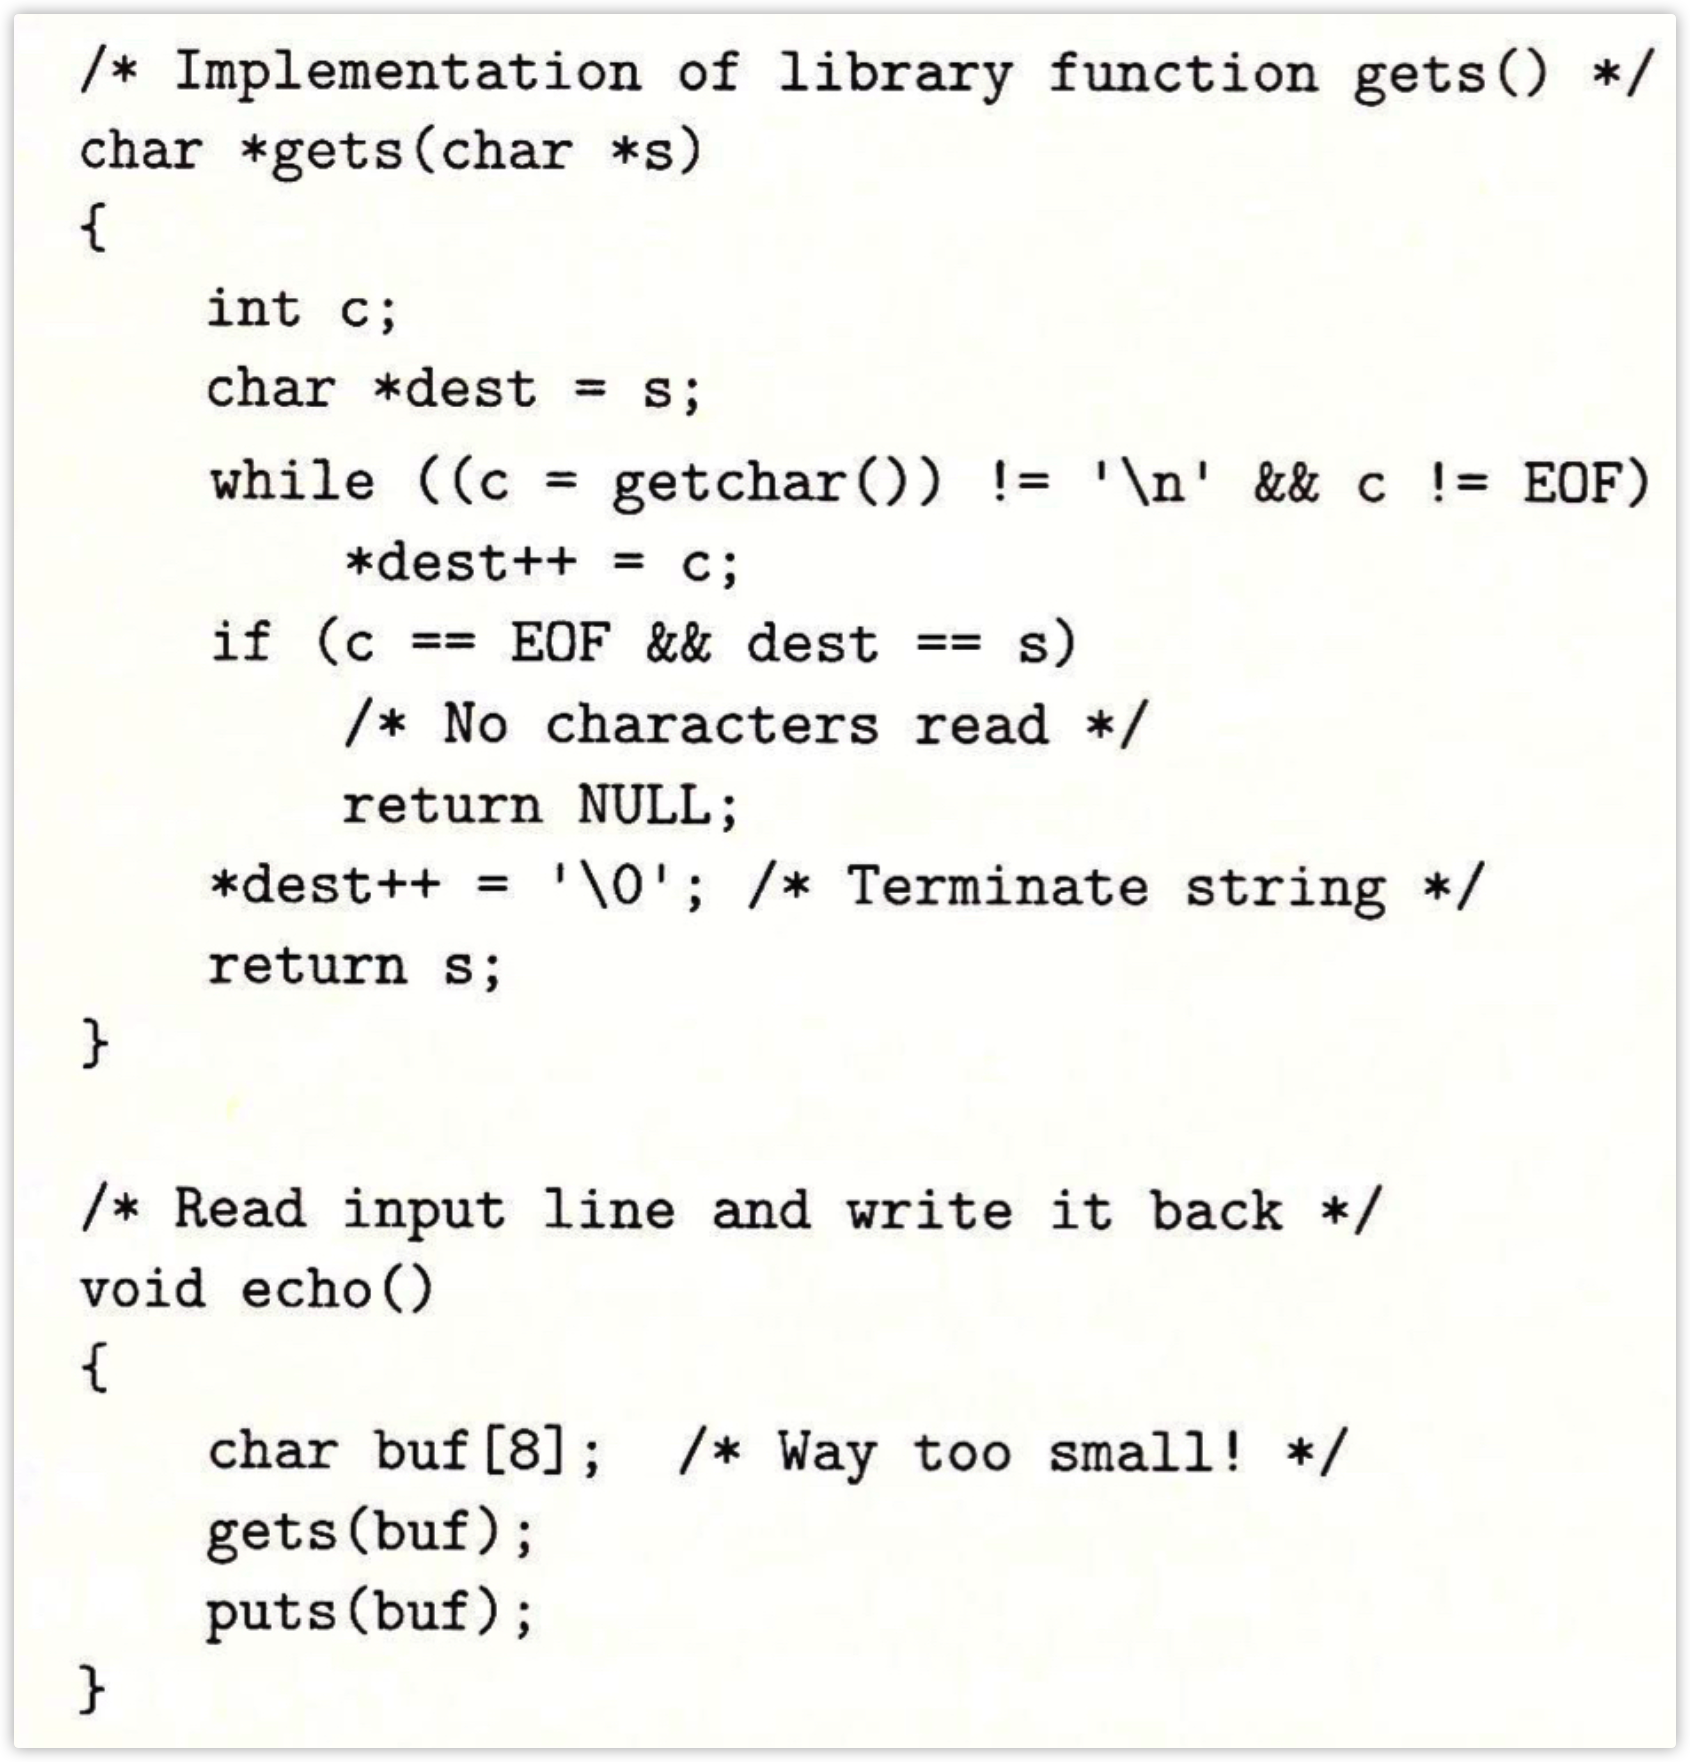 /* Implementation of library function gets() */
char *gets(char *s)
{
    int c;
    char *dest = s;
    while ((c = getchar()) != '\n' && c != EOF)
        *dest++ = c;
    if (c == EOF && dest == s)
        /* No characters read */
        return NULL;
    *dest++ = '\0'; /* Terminate string */
    return s;
}

/* Read input line and write it back */
void echo()
{
    char buf[8];  /* Way too small! */
    gets(buf);
    puts(buf);
}